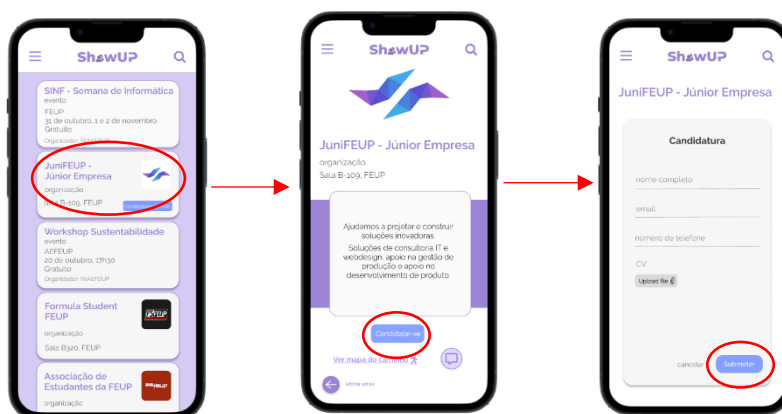 ShowUP
SINF - Semana de Informática
evento
FEUP
31 de outubro, 1 e 2 de novembro
Gratuito
Organizador: NIAEFEUP
JuniFEUP -
Júnior Empresa
organização
Sala B-109, FEUP
Workshop Sustentabilidade
evento
AEFEUP
20 de outubro, 17h30
Gratuito
Organizador: NIAEFEUP
Formula Student
FEUP
organização
Sala B320, FEUP
Associação de
Estudantes da FEUP
organização
ShowUP
JuniFEUP - Júnior Empresa
organização
Sala B-109, FEUP
Ajudamos a projetar e construir
soluções inovadoras.
Soluções de consultoria IT e
webdesign, apoio na gestão de
produção e apoio no
desenvolvimento de produto.
Candidatar-se
Ver mapa do caminho
Voltar atrás
ShowUP
JuniFEUP - Júnior Empresa
Candidatura
nome completo
email
número de telefone
CV
Upload file
cancelar
Submeter